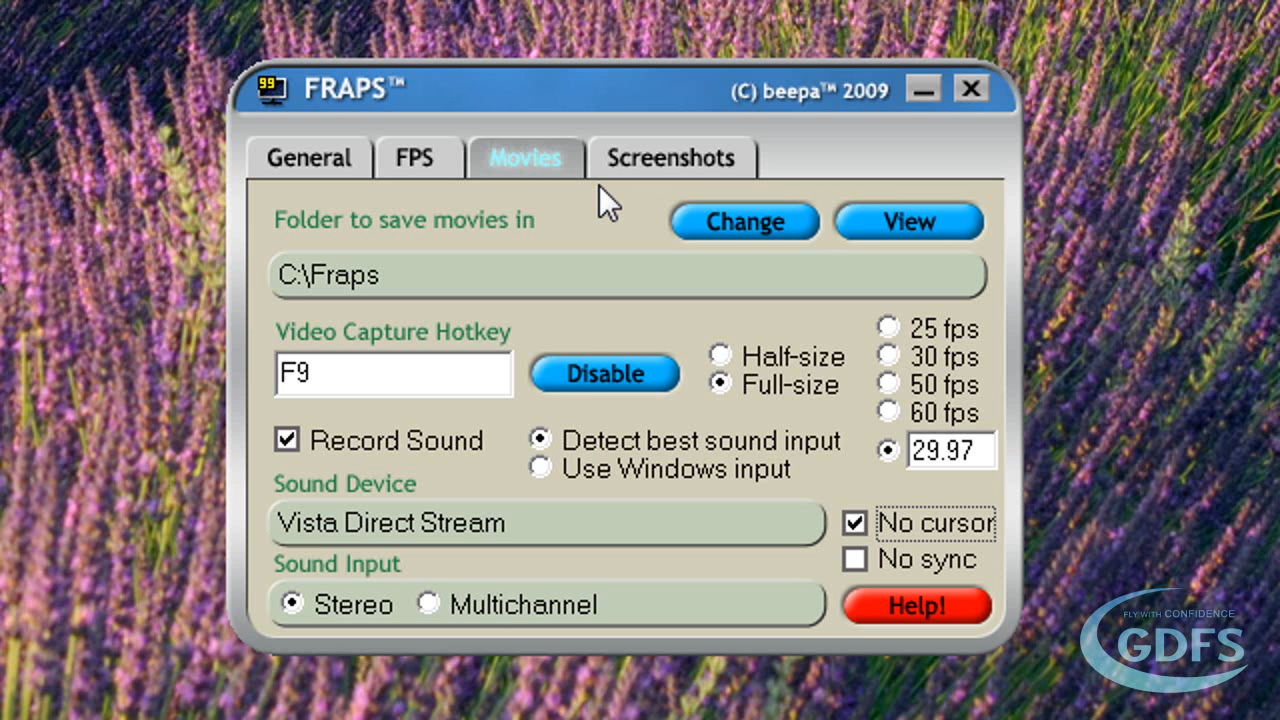 99 FRAPS™ (C) beepa™ 2009
General FPS Movies Screenshots
Folder to save movies in Change View
C:\Fraps
Video Capture Hotkey
F9 Disable
Half-size
Full-size
25 fps
30 fps
50 fps
60 fps
29.97
Record Sound
Detect best sound input
Use Windows input
Sound Device
Vista Direct Stream
No cursor
No sync
Sound Input
Stereo Multichannel
Help!
FLY WITH CONFIDENCE
GDFS